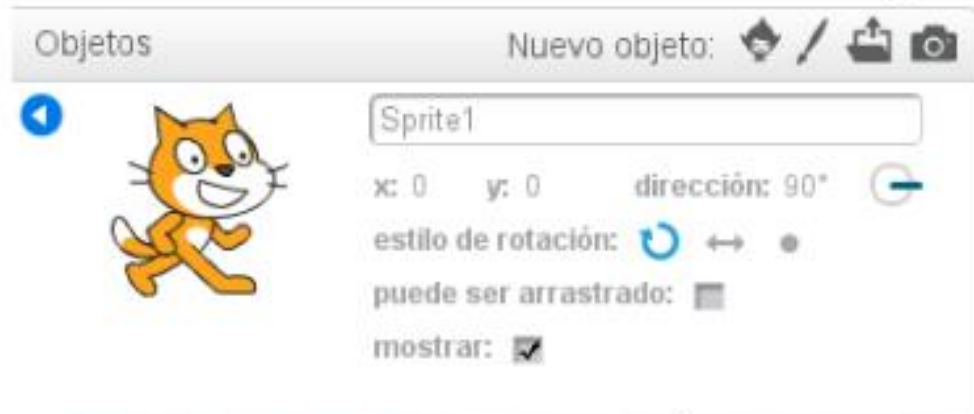 Objetos Nuevo objeto:
Sprite1
x: 0 y: 0 dirección: 90°
estilo de rotación:
puede ser arrastrado:
mostrar: